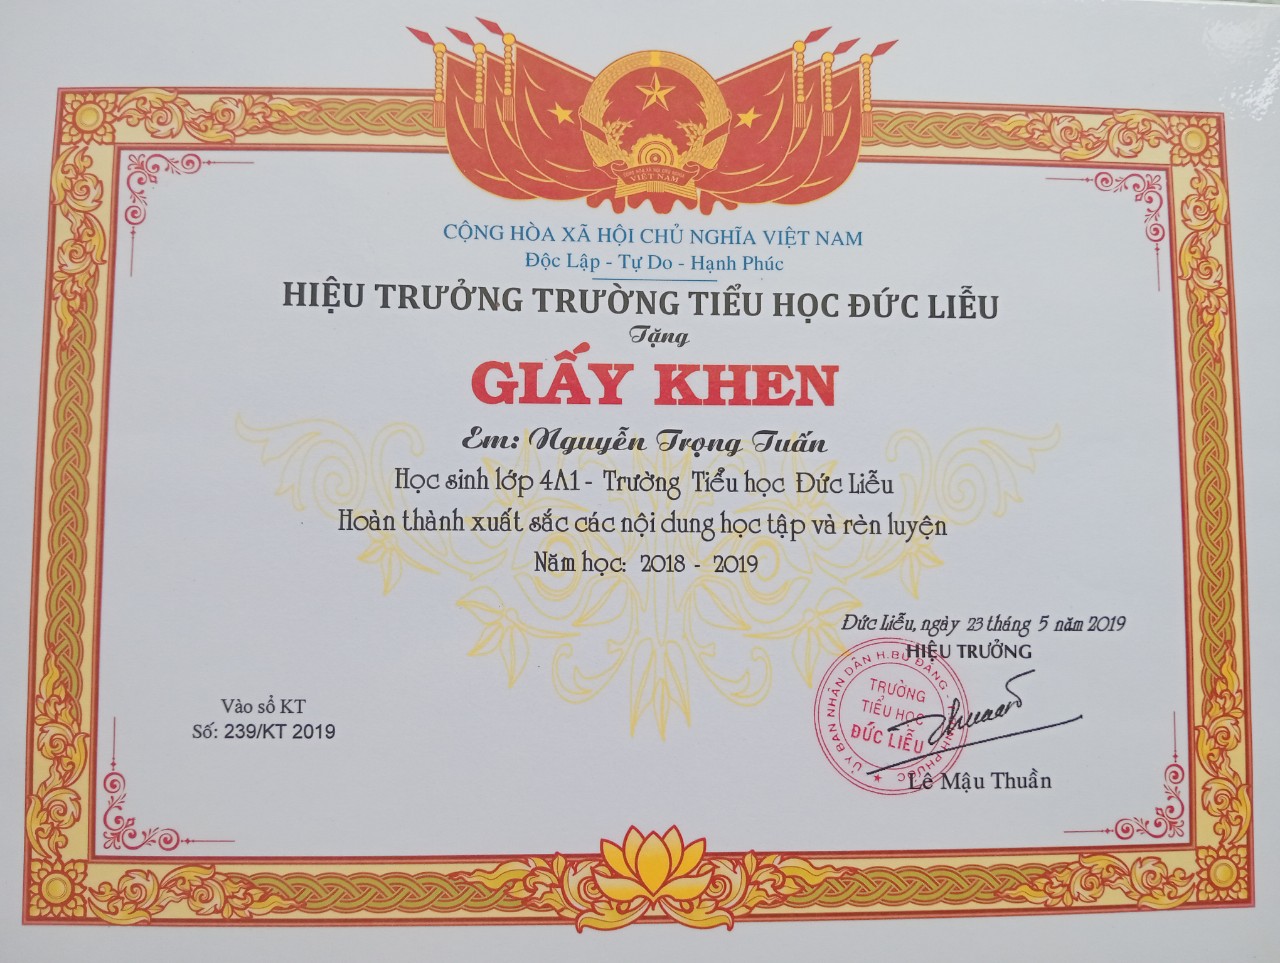 VIỆT NAM
CỘNG HÒA XÃ HỘI CHỦ NGHĨA VIỆT NAM
Độc Lập - Tự Do - Hạnh Phúc
HIỆU TRƯỞNG TRƯỜNG TIỂU HỌC ĐỨC LIỄU
Tặng
GIẤY KHEN
Em: Nguyễn Trọng Tuấn
Học sinh lớp 4A1 - Trường Tiểu học Đức Liễu
Hoàn thành xuất sắc các nội dung học tập và rèn luyện
Năm học: 2018 - 2019
Đức Liễu, ngày 23 tháng 5 năm 2019
HIỆU TRƯỞNG
ỦY BAN NHÂN DÂN H.BÙ ĐĂNG - PHƯỚC
TRƯỜNG
TIỂU HỌC
ĐỨC LIỄU
Lê Mậu Thuần
Vào sổ KT
Số: 239/KT 2019